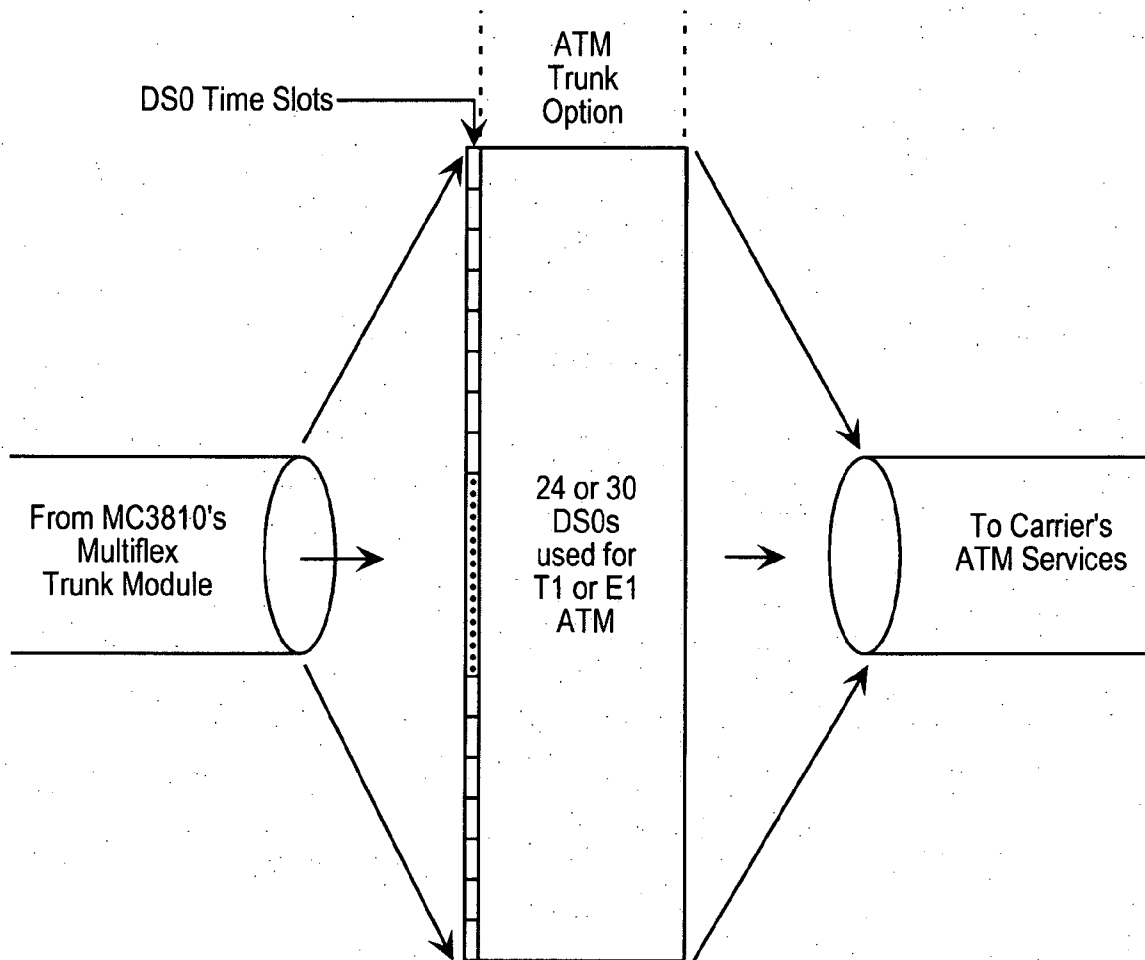 ATM
Trunk
Option
DS0 Time Slots
From MC3810's
Multiflex
Trunk Module
24 or 30
DS0s
used for
T1 or E1
ATM
To Carrier's
ATM Services